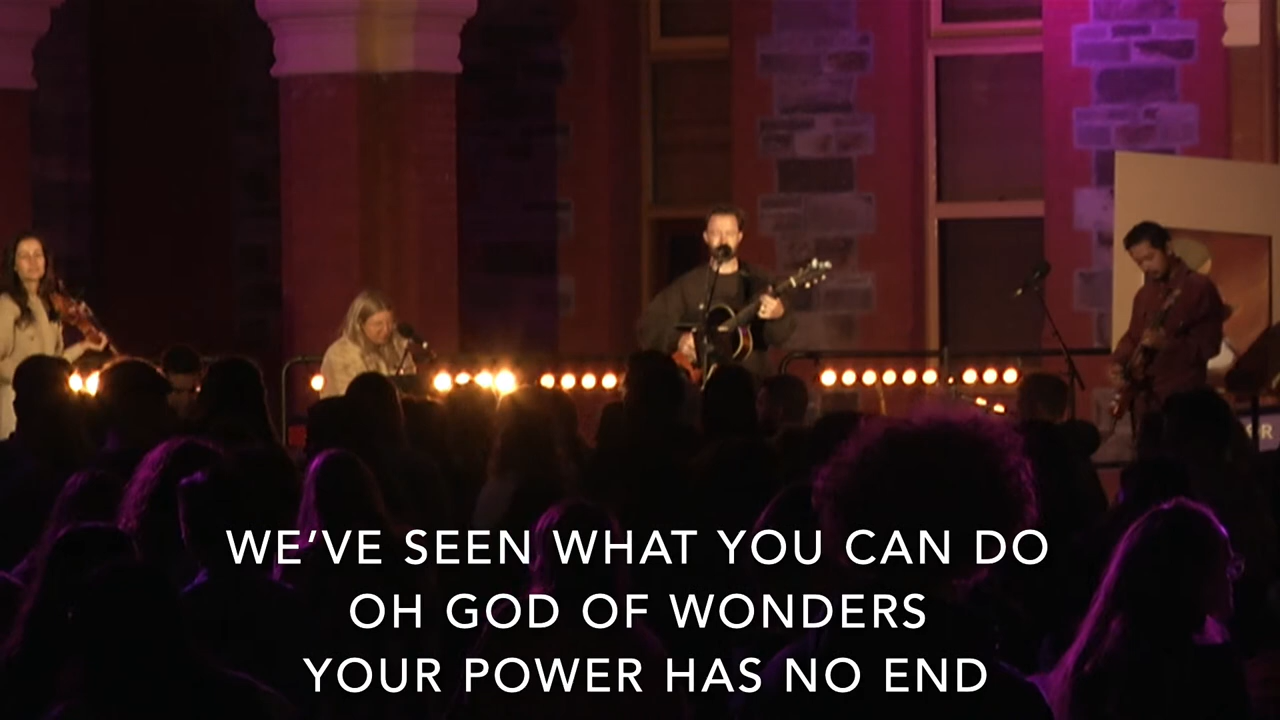 WE’VE SEEN WHAT YOU CAN DO
OH GOD OF WONDERS
YOUR POWER HAS NO END